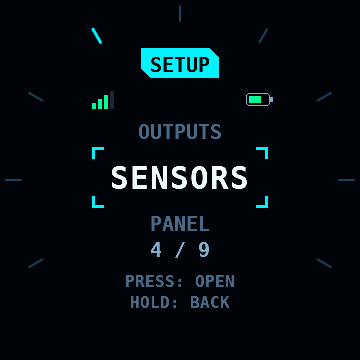 SETUP
OUTPUTS
SENSORS
PANEL
4 / 9
PRESS: OPEN
HOLD: BACK